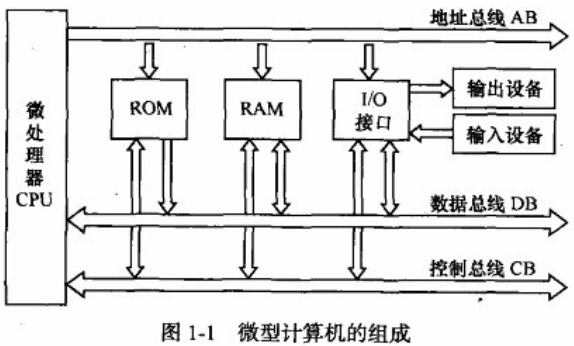 地址总线 AB
微处理器 CPU
ROM
RAM
I/O
接口
输出设备
输入设备
数据总线 DB
控制总线 CB
图 1-1 微型计算机的组成